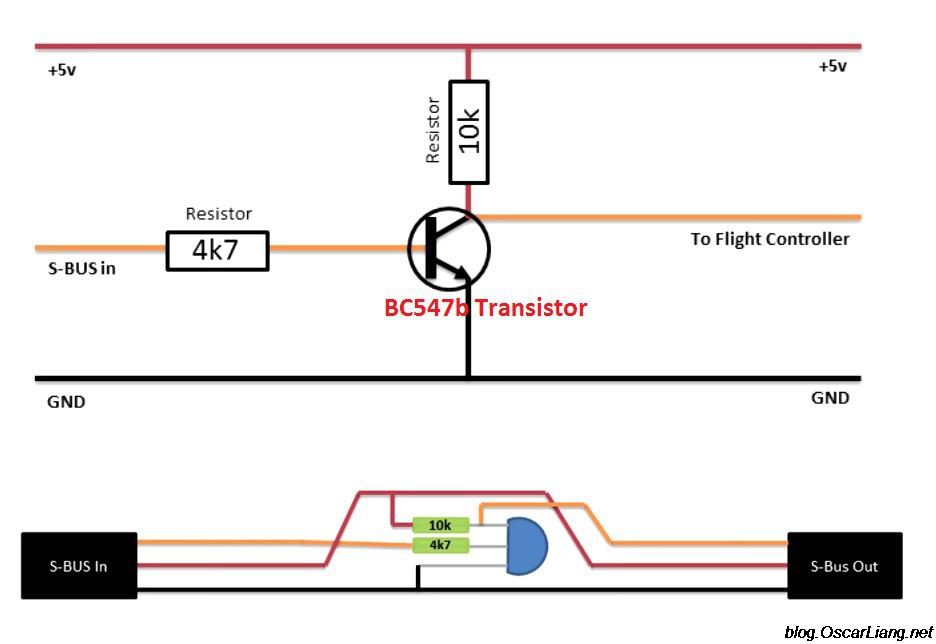 +5v
+5v
Resistor
10k
Resistor
4k7
S-BUS in
To Flight Controller
BC547b Transistor
GND
GND
10k
4k7
S-BUS In
S-Bus Out
blog.OscarLiang.net